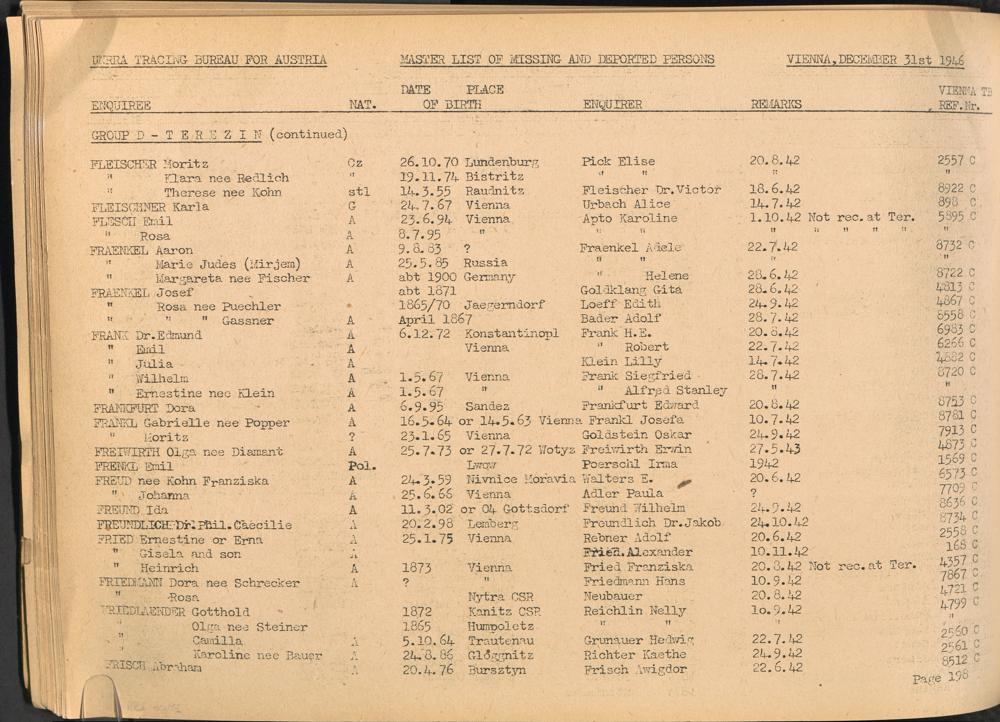 UNRRA TRACING BUREAU FOR AUSTRIA MASTER LIST OF MISSING AND DEPORTED PERSONS VIENNA, DECEMBER 31st 1946
DATE PLACE VIENNA TB
ENQUIREE NAT. OF BIRTH ENQUIRER REMARKS REF.Nr.
GROUP D - T E R E Z I N (continued)
FLEISCHER Moritz Cz 26.10.70 Lundenburg Pick Elise 20.8.42 2557 C
" Klara nee Redlich " 19.11.74 Bistritz " " "
" Therese nee Kohn stl 14.3.55 Raudnitz Fleischer Dr.Victor 18.6.42 8922 C
FLEISCHNER Karla G 24.7.67 Vienna Urbach Alice 14.7.42 898 C
FLESCH Emil A 23.6.94 Vienna Apto Karoline 1.10.42 Not rec.at Ter. 5895 C
" Rosa A 8.7.95 " " " " " " " "
FRAENKEL Aaron A 9.8.83 ? Fraenkel Adele 22.7.42 8732 C
" Marie Judes (Mirjem) A 25.5.85 Russia " "
" Margareta nee Fischer A abt 1900 Germany " Helene 28.6.42 8722 C
FRAENKEL Josef abt 1871 Goldklang Gita 28.6.42 4813 C
" Rosa nee Puechler 1865/70 Jaegerndorf Loeff Edith 24.9.42 4867 C
" " " Gassner A April 1867 Bader Adolf 28.7.42 8558 C
FRANK Dr.Edmund A 6.12.72 Konstantinopl Frank H.E. 20.8.42 6983 C
" Emil A Vienna " Robert 22.7.42 6266 C
" Julia A Klein Lilly 14.7.42 C
" Wilhelm A 1.5.67 Vienna Frank Siegfried 28.7.42 8720 C
" Ernestine nee Klein A 1.5.67 " " Alfred Stanley "
FRANKFURT Dora A 6.9.95 Sandez Frankfurt Edward 20.8.42 8753 C
FRANKL Gabrielle nee Popper A 16.5.64 or 14.5.63 Vienna Frankl Josefa 10.7.42 8781 C
" Moritz ? 23.1.65 Vienna Goldstein Oskar 24.9.42 7913 C
FREIWIRTH Olga nee Diamant A 25.7.73 or 27.7.72 Wotyz Freiwirth Erwin 27.5.43 4873 C
FRENKL Emil Pol. Lwow Poerschl Irma 1942 1569 C
FREUD nee Kohn Franziska A 24.3.59 Nivnice Moravia Walters E. 20.6.42 6573 C
" Johanna A 25.6.66 Vienna Adler Paula ? 7709 C
FREUND Ida A 11.3.02 or 04 Gottsdorf Freund Wilhelm 24.9.42 8636 C
FREUNDLICH Dr.Phil.Caecilie A 20.2.98 Lemberg Freundlich Dr.Jakob 24.10.42 8734 C
FRIED Ernestine or Erna A 25.1.75 Vienna Rebner Adolf 20.6.42 2558 C
" Gisela and son A Fried.Alexander 10.11.42 168 C
" Heinrich A 1873 Vienna Fried Franziska 20.8.42 Not rec.at Ter. 4357 C
FRIEDMANN Dora nee Schrecker A ? " Friedmann Hans 10.9.42 7867 C
" Rosa Nytra CSR Neubauer 20.8.42 4721 C
FRIEDLAENDER Gotthold 1872 Kanitz CSR Reichlin Nelly 10.9.42 4799 C
" Olga nee Steiner 1865 Humpoletz " " "
" Camilla A 5.10.64 Trautenau Grunauer Hedwig 22.7.42 2560 C
" Karoline nee Bauer A 24.8.86 Gloggnitz Richter Kaethe 24.9.42 2561 C
FRISCH Abraham A 20.4.76 Bursztyn Frisch Awigdor 22.6.42 8512 C
Page 198